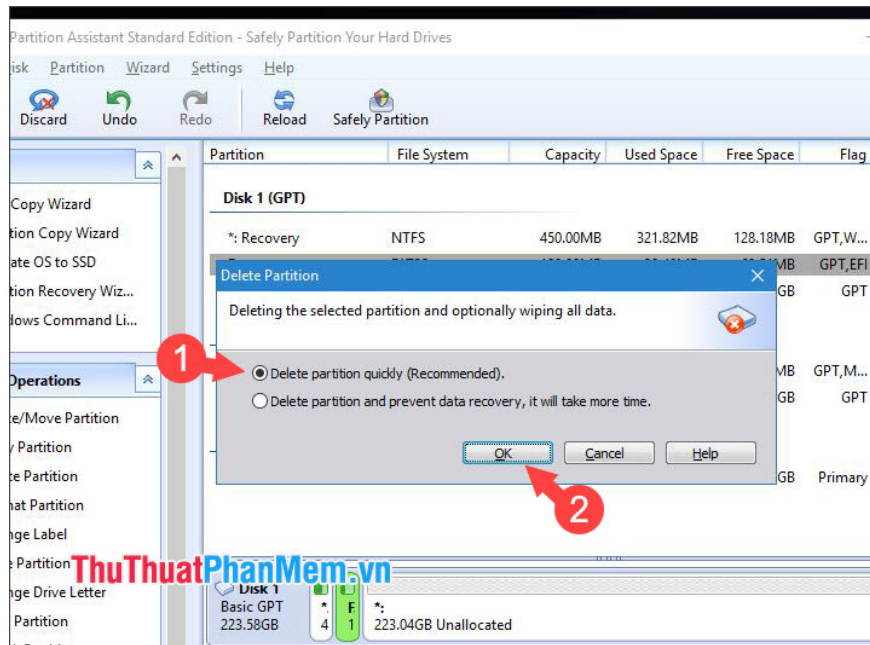 Partition Assistant Standard Edition - Safely Partition Your Hard Drives
isk Partition Wizard Settings Help
Discard Undo Redo Reload Safely Partition
Partition File System Capacity Used Space Free Space Flag
Copy Wizard
Disk 1 (GPT)
tion Copy Wizard
*: Recovery NTFS 450.00MB 321.82MB 128.18MB GPT,W...
ate OS to SSD
MB GPT,EFI
Delete Partition
tion Recovery Wiz...
GB GPT
Deleting the selected partition and optionally wiping all data.
dows Command Li...
1
Delete partition quickly (Recommended).
MB GPT,M...
Operations
Delete partition and prevent data recovery, it will take more time.
GB GPT
te/Move Partition
y Partition
OK Cancel Help
te Partition
GB Primary
nat Partition
2
nge Label
e Partition
ThuThuatPhanMem.vn
nge Drive Letter
Disk 1
Basic GPT *. F. *:
Partition
223.58GB 4 1 223.04GB Unallocated